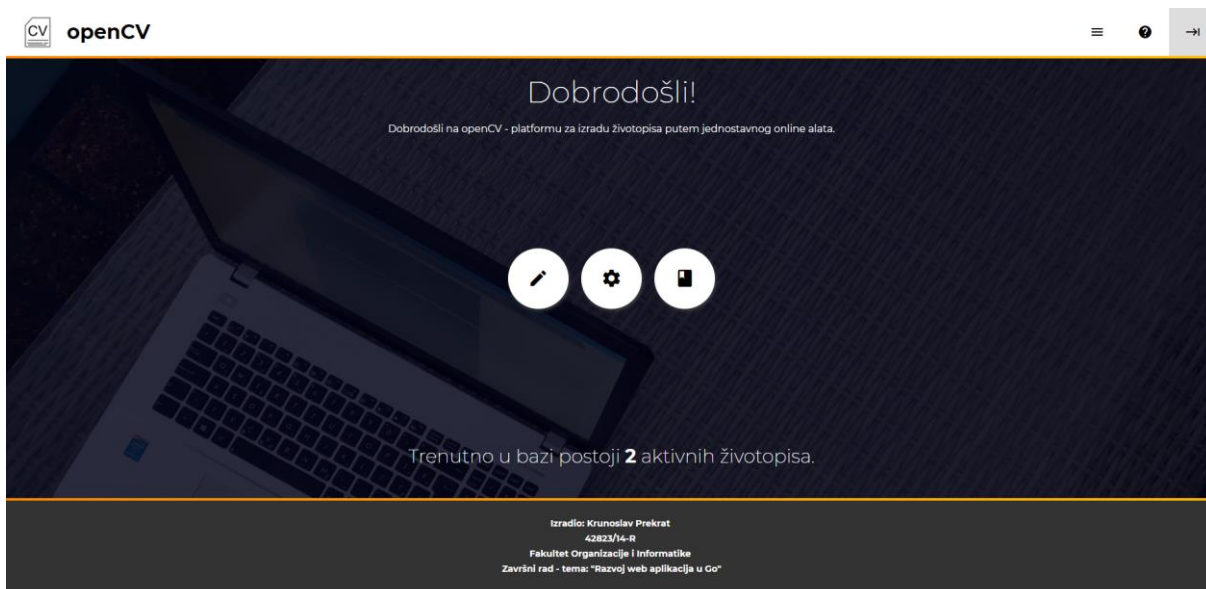 CV
openCV
Dobrodošli!
Dobrodošli na openCV - platformu za izradu životopisa putem jednostavnog online alata.
Trenutno u bazi postoji 2 aktivnih životopisa.
Izradio: Krunoslav Prekrat
42823/14-R
Fakultet Organizacije i Informatike
Završni rad - tema: "Razvoj web aplikacija u Go"